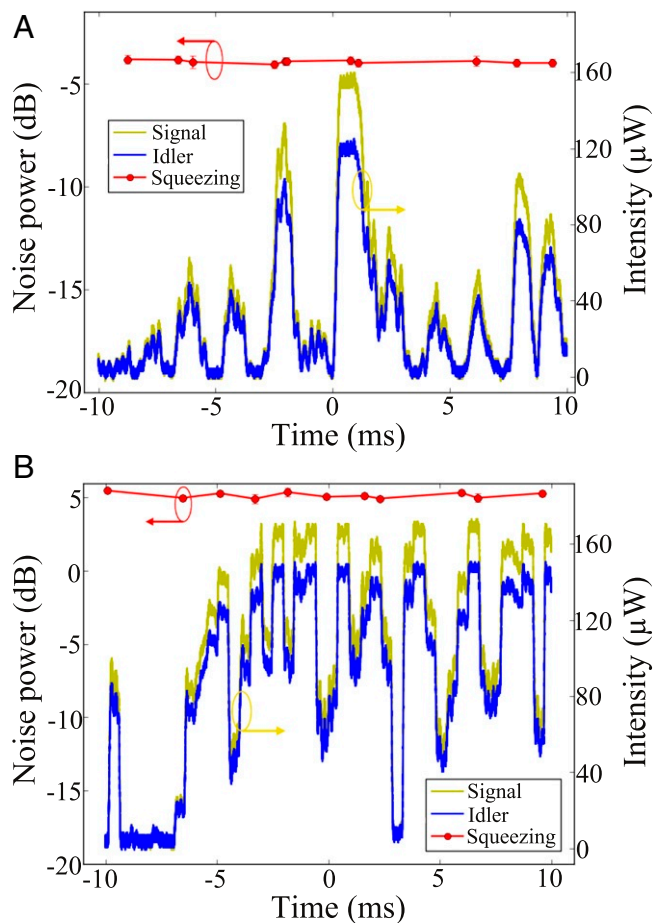 A
Noise power (dB)
-5
-10
-15
-20
Signal
Idler
Squeezing
160
120
80
40
0
Intensity (μW)
-10
-5
0
5
10
Time (ms)
B
Noise power (dB)
5
0
-5
-10
-15
-20
160
120
80
40
0
Intensity (μW)
Signal
Idler
Squeezing
-10
-5
0
5
10
Time (ms)